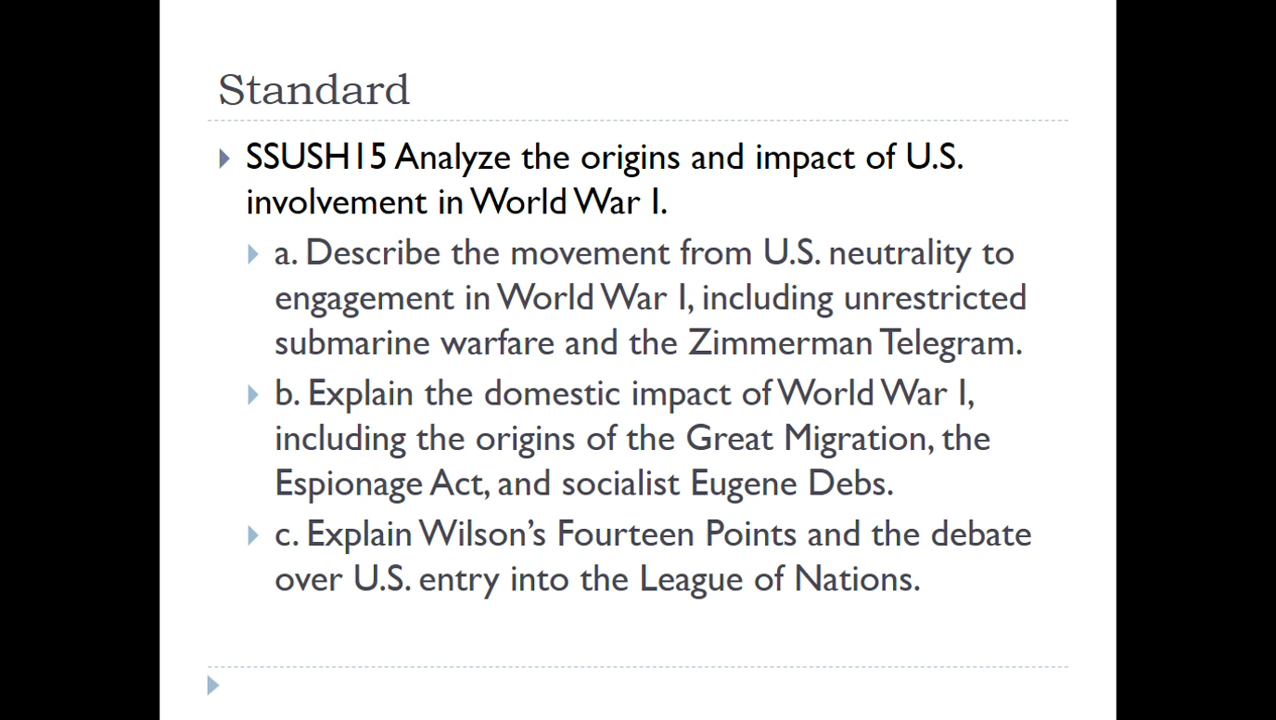 Standard
SSUSH15 Analyze the origins and impact of U.S.
involvement in World War I.
a. Describe the movement from U.S. neutrality to
engagement in World War I, including unrestricted
submarine warfare and the Zimmerman Telegram.
b. Explain the domestic impact of World War I,
including the origins of the Great Migration, the
Espionage Act, and socialist Eugene Debs.
c. Explain Wilson’s Fourteen Points and the debate
over U.S. entry into the League of Nations.